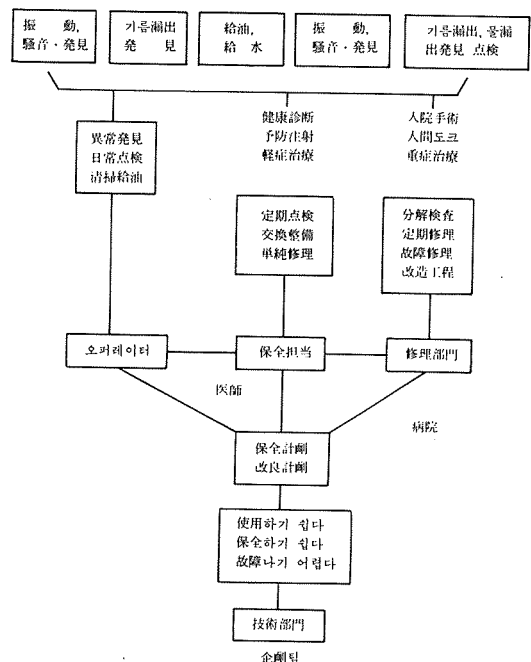 振 動,
騒音·発見
기름漏出
発 見
給油,
給 水
振 動,
騒音·発見
기름漏出, 물漏
出発見 点検
異常発見
日常点検
清掃給油
健康診断
予防注射
軽症治療
入院手術
人間도크
重症治療
定期点検
交換整備
単純修理
分解検査
定期修理
故障修理
改造工程
오퍼레이터
保全担当
修理部門
医師
病院
保全計劃
改良計劃
使用하기 쉽다
保全하기 쉽다
故障나기 어렵다
技術部門
企劃팀